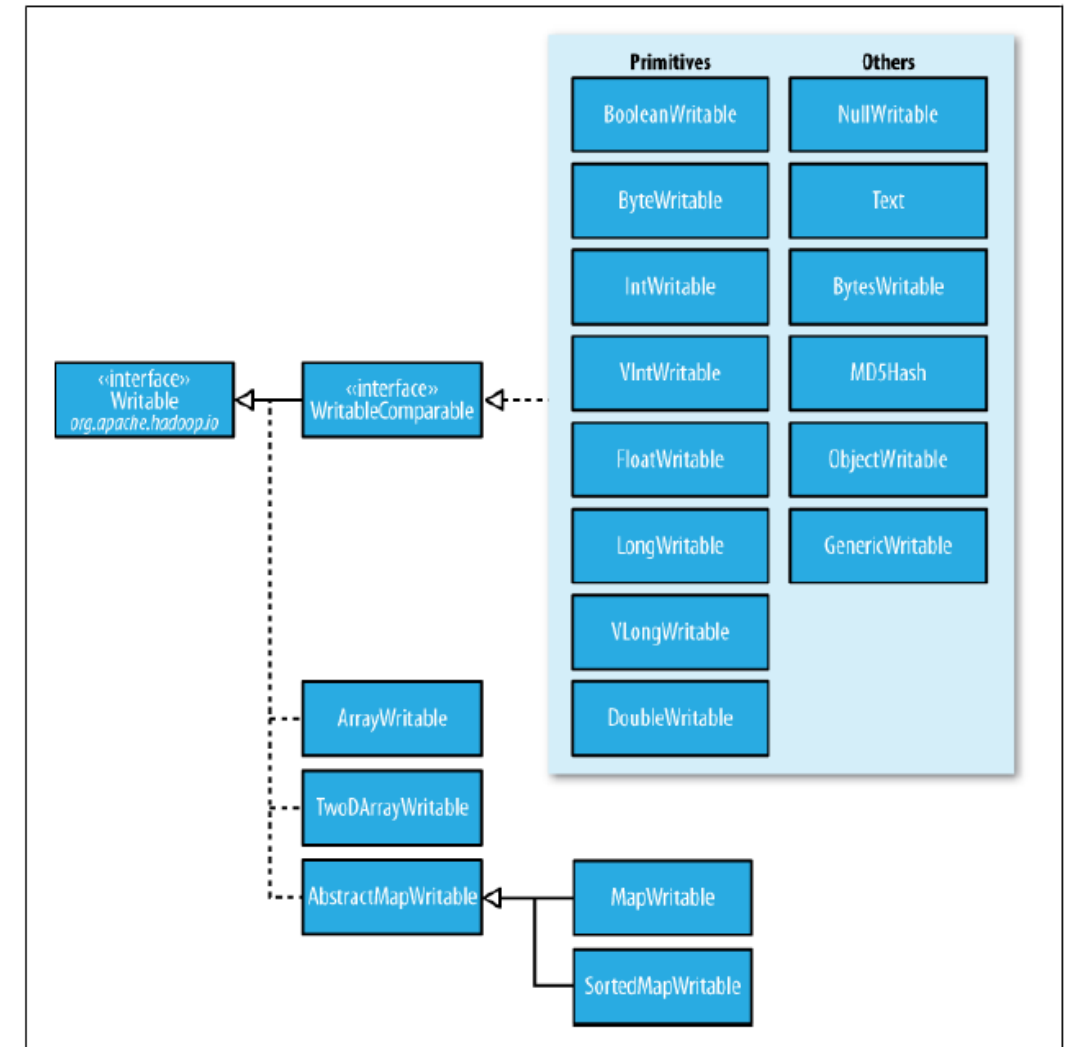 Primitives
Others
BooleanWritable
NullWritable
ByteWritable
Text
IntWritable
BytesWritable
«interface»
Writable
org.apache.hadoop.io
«interface»
WritableComparable
VIntWritable
MD5Hash
FloatWritable
ObjectWritable
LongWritable
GenericWritable
VLongWritable
ArrayWritable
DoubleWritable
TwoDArrayWritable
AbstractMapWritable
MapWritable
SortedMapWritable